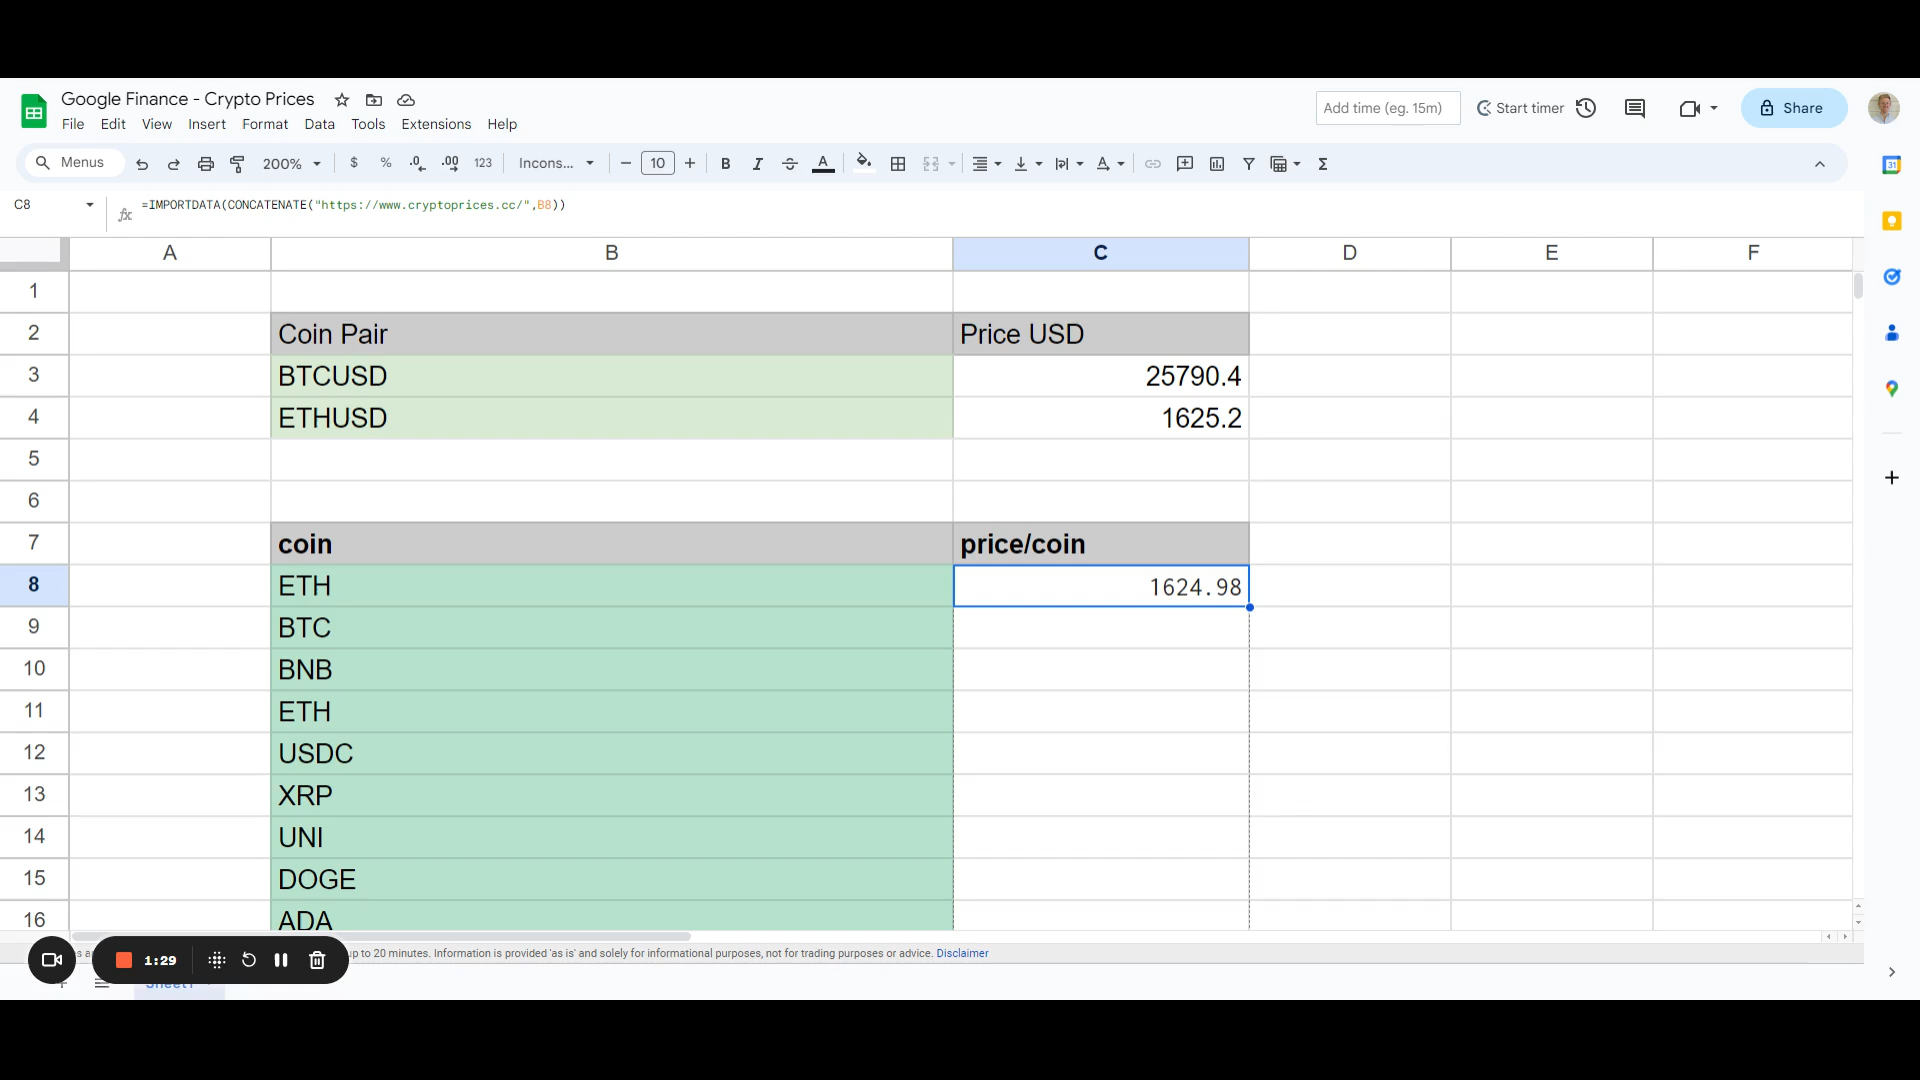 Google Finance - Crypto Prices
File Edit View Insert Format Data Tools Extensions Help
Add time (eg. 15m) Start timer Share
Menus 200% $ % .0 .00 123 Incons... 10 B I A Σ
31
C8 fx =IMPORTDATA(CONCATENATE("https://www.cryptoprices.cc/",B8))
A B C D E F
1
2 Coin Pair Price USD
3 BTCUSD 25790.4
4 ETHUSD 1625.2
5
6
7 coin price/coin
8 ETH 1624.98
9 BTC
10 BNB
11 ETH
12 USDC
13 XRP
14 UNI
15 DOGE
16 ADA
1:29
up to 20 minutes. Information is provided 'as is' and solely for informational purposes, not for trading purposes or advice. Disclaimer
Sheet1